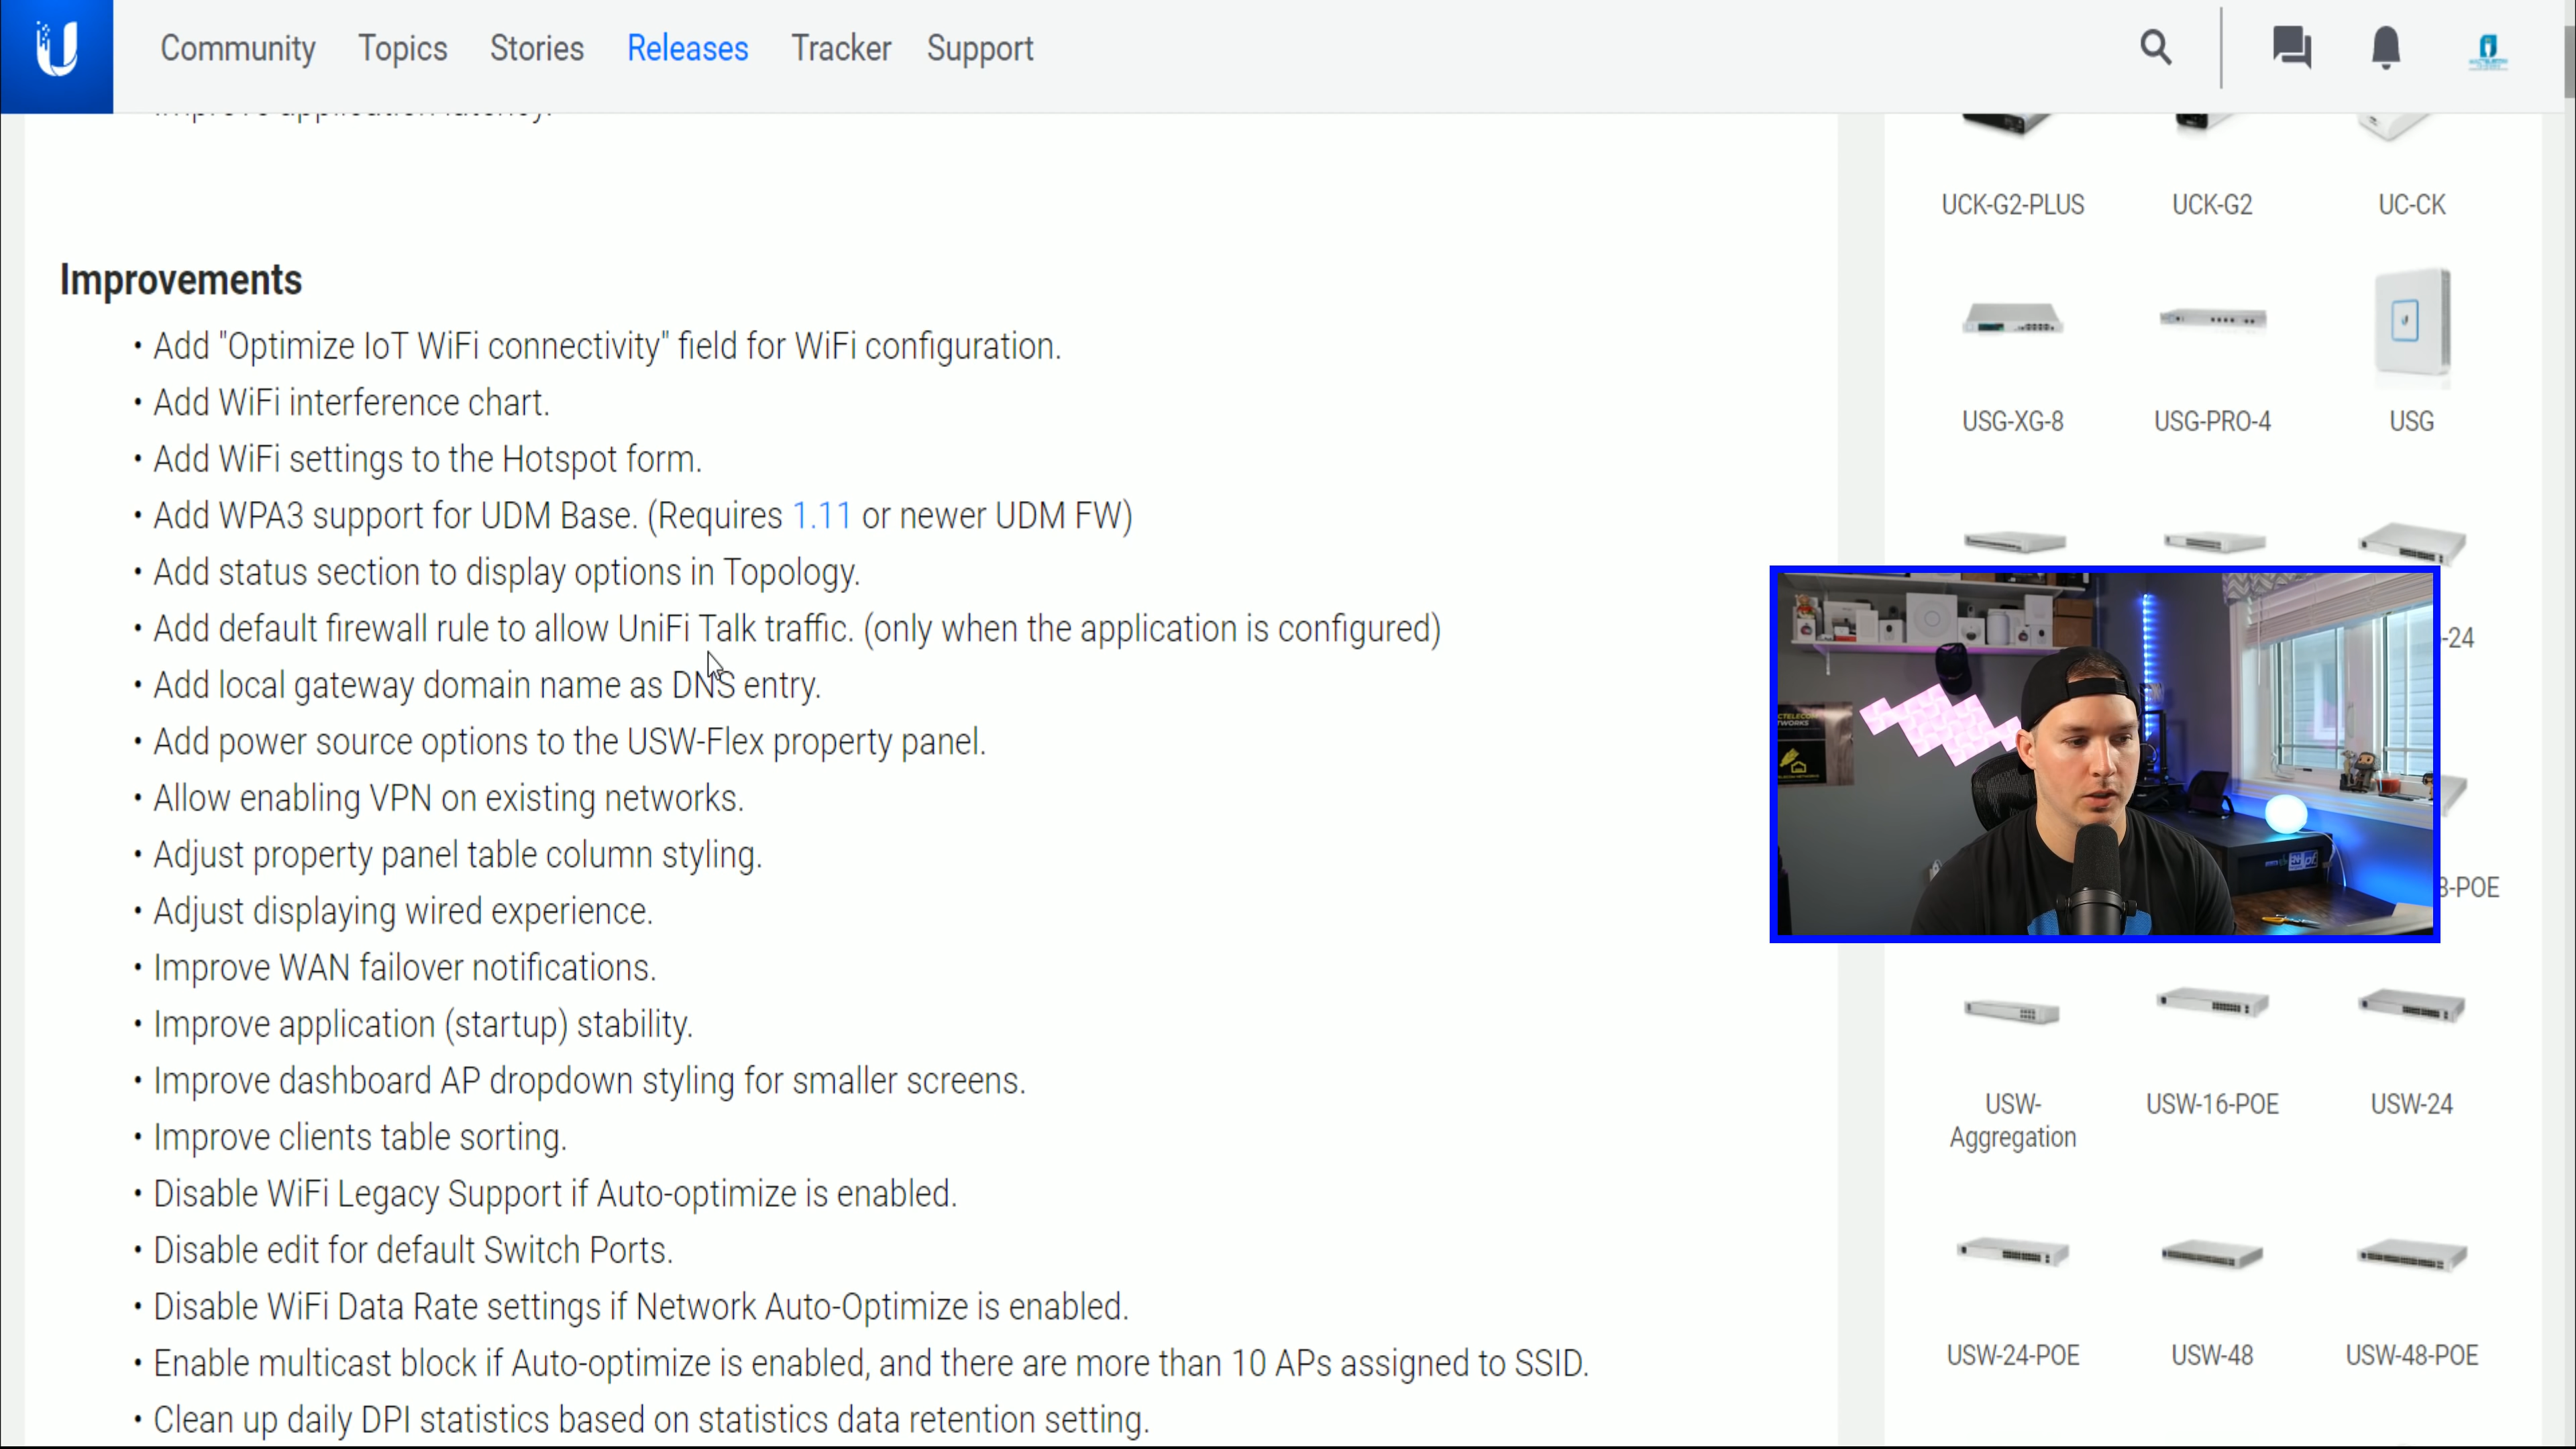 Community Topics Stories Releases Tracker Support
Improve application latency.
Improvements
• Add "Optimize IoT WiFi connectivity" field for WiFi configuration.
• Add WiFi interference chart.
• Add WiFi settings to the Hotspot form.
• Add WPA3 support for UDM Base. (Requires 1.11 or newer UDM FW)
• Add status section to display options in Topology.
• Add default firewall rule to allow UniFi Talk traffic. (only when the application is configured)
• Add local gateway domain name as DNS entry.
• Add power source options to the USW-Flex property panel.
• Allow enabling VPN on existing networks.
• Adjust property panel table column styling.
• Adjust displaying wired experience.
• Improve WAN failover notifications.
• Improve application (startup) stability.
• Improve dashboard AP dropdown styling for smaller screens.
• Improve clients table sorting.
• Disable WiFi Legacy Support if Auto-optimize is enabled.
• Disable edit for default Switch Ports.
• Disable WiFi Data Rate settings if Network Auto-Optimize is enabled.
• Enable multicast block if Auto-optimize is enabled, and there are more than 10 APs assigned to SSID.
• Clean up daily DPI statistics based on statistics data retention setting.
UCK-G2-PLUS UCK-G2 UC-CK
USG-XG-8 USG-PRO-4 USG
-24
8-POE
USW-
Aggregation
USW-16-POE USW-24
USW-24-POE USW-48 USW-48-POE